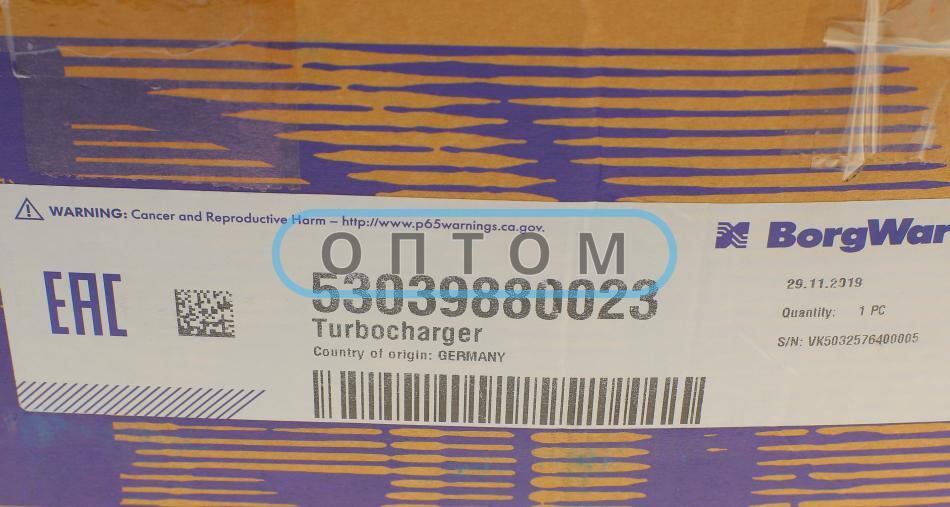 WARNING: Cancer and Reproductive Harm – http://www.p65warnings.ca.gov.
BorgWar
ОПТОМ
EAC
53039880023
Turbocharger
Country of origin: GERMANY
29.11.2019
Quantity: 1 PC
S/N: VK5032576400005